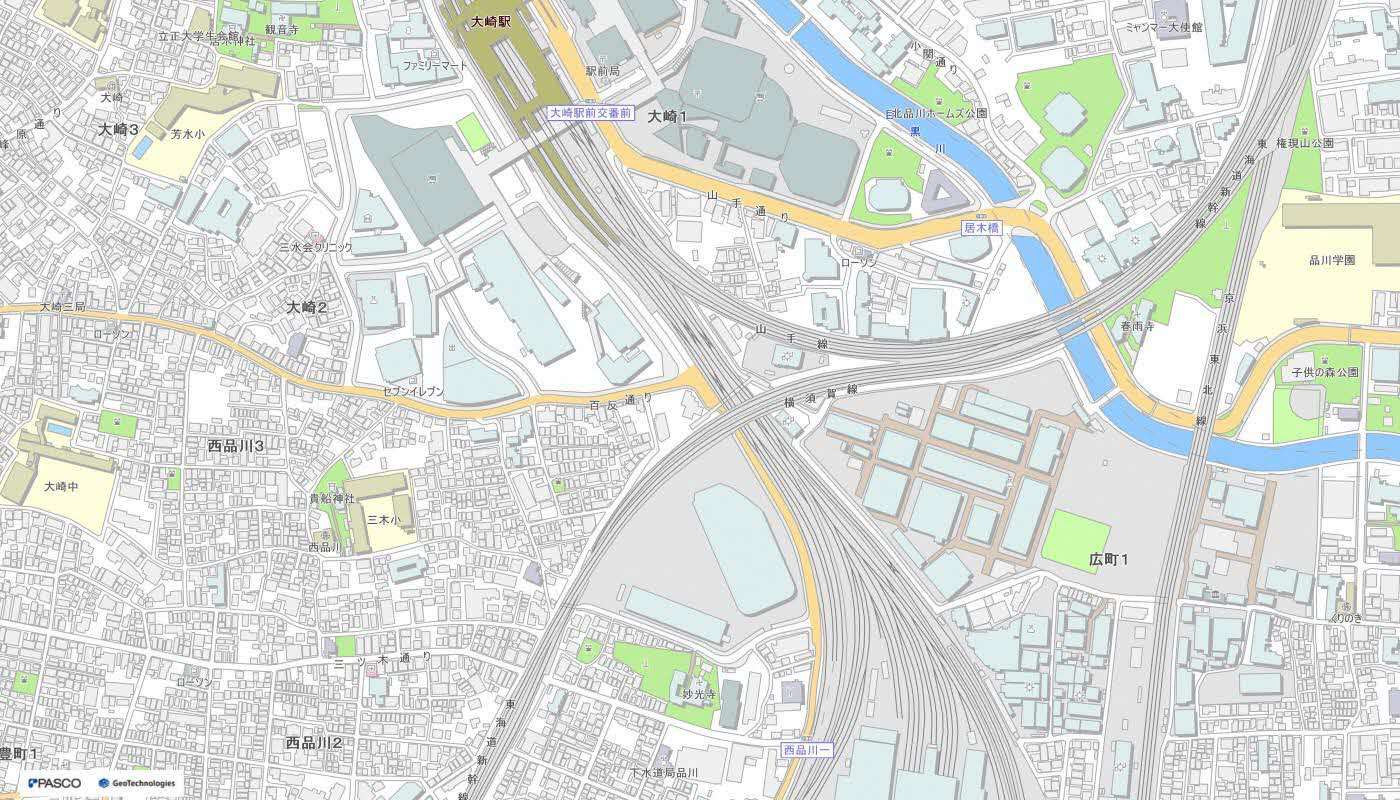 大崎駅
立正大学生会館
居木神社
観音寺
ファミリーマート
駅前局
小関通り
ミャンマー大使館
大崎
大崎3
芳水小
大崎駅前交番前
大崎1
北品川ホームズ公園
目黒川
東海道新幹線
権現山公園
原通り
峰
山手通り
居木橋
三水会クリニック
ローソン
品川学園
大崎三局
大崎2
ローソン
山手線
春雨寺
京浜東北線
子供の森公園
セブンイレブン
百反通り
横須賀線
西品川3
大崎中
貴船神社
三木小
西品川
広町1
くりのき
三ツ木通り
ローソン
妙光寺
東海道新幹線
西品川2
西品川一
豊町1
下水道局品川
PASCO
GeoTechnologies